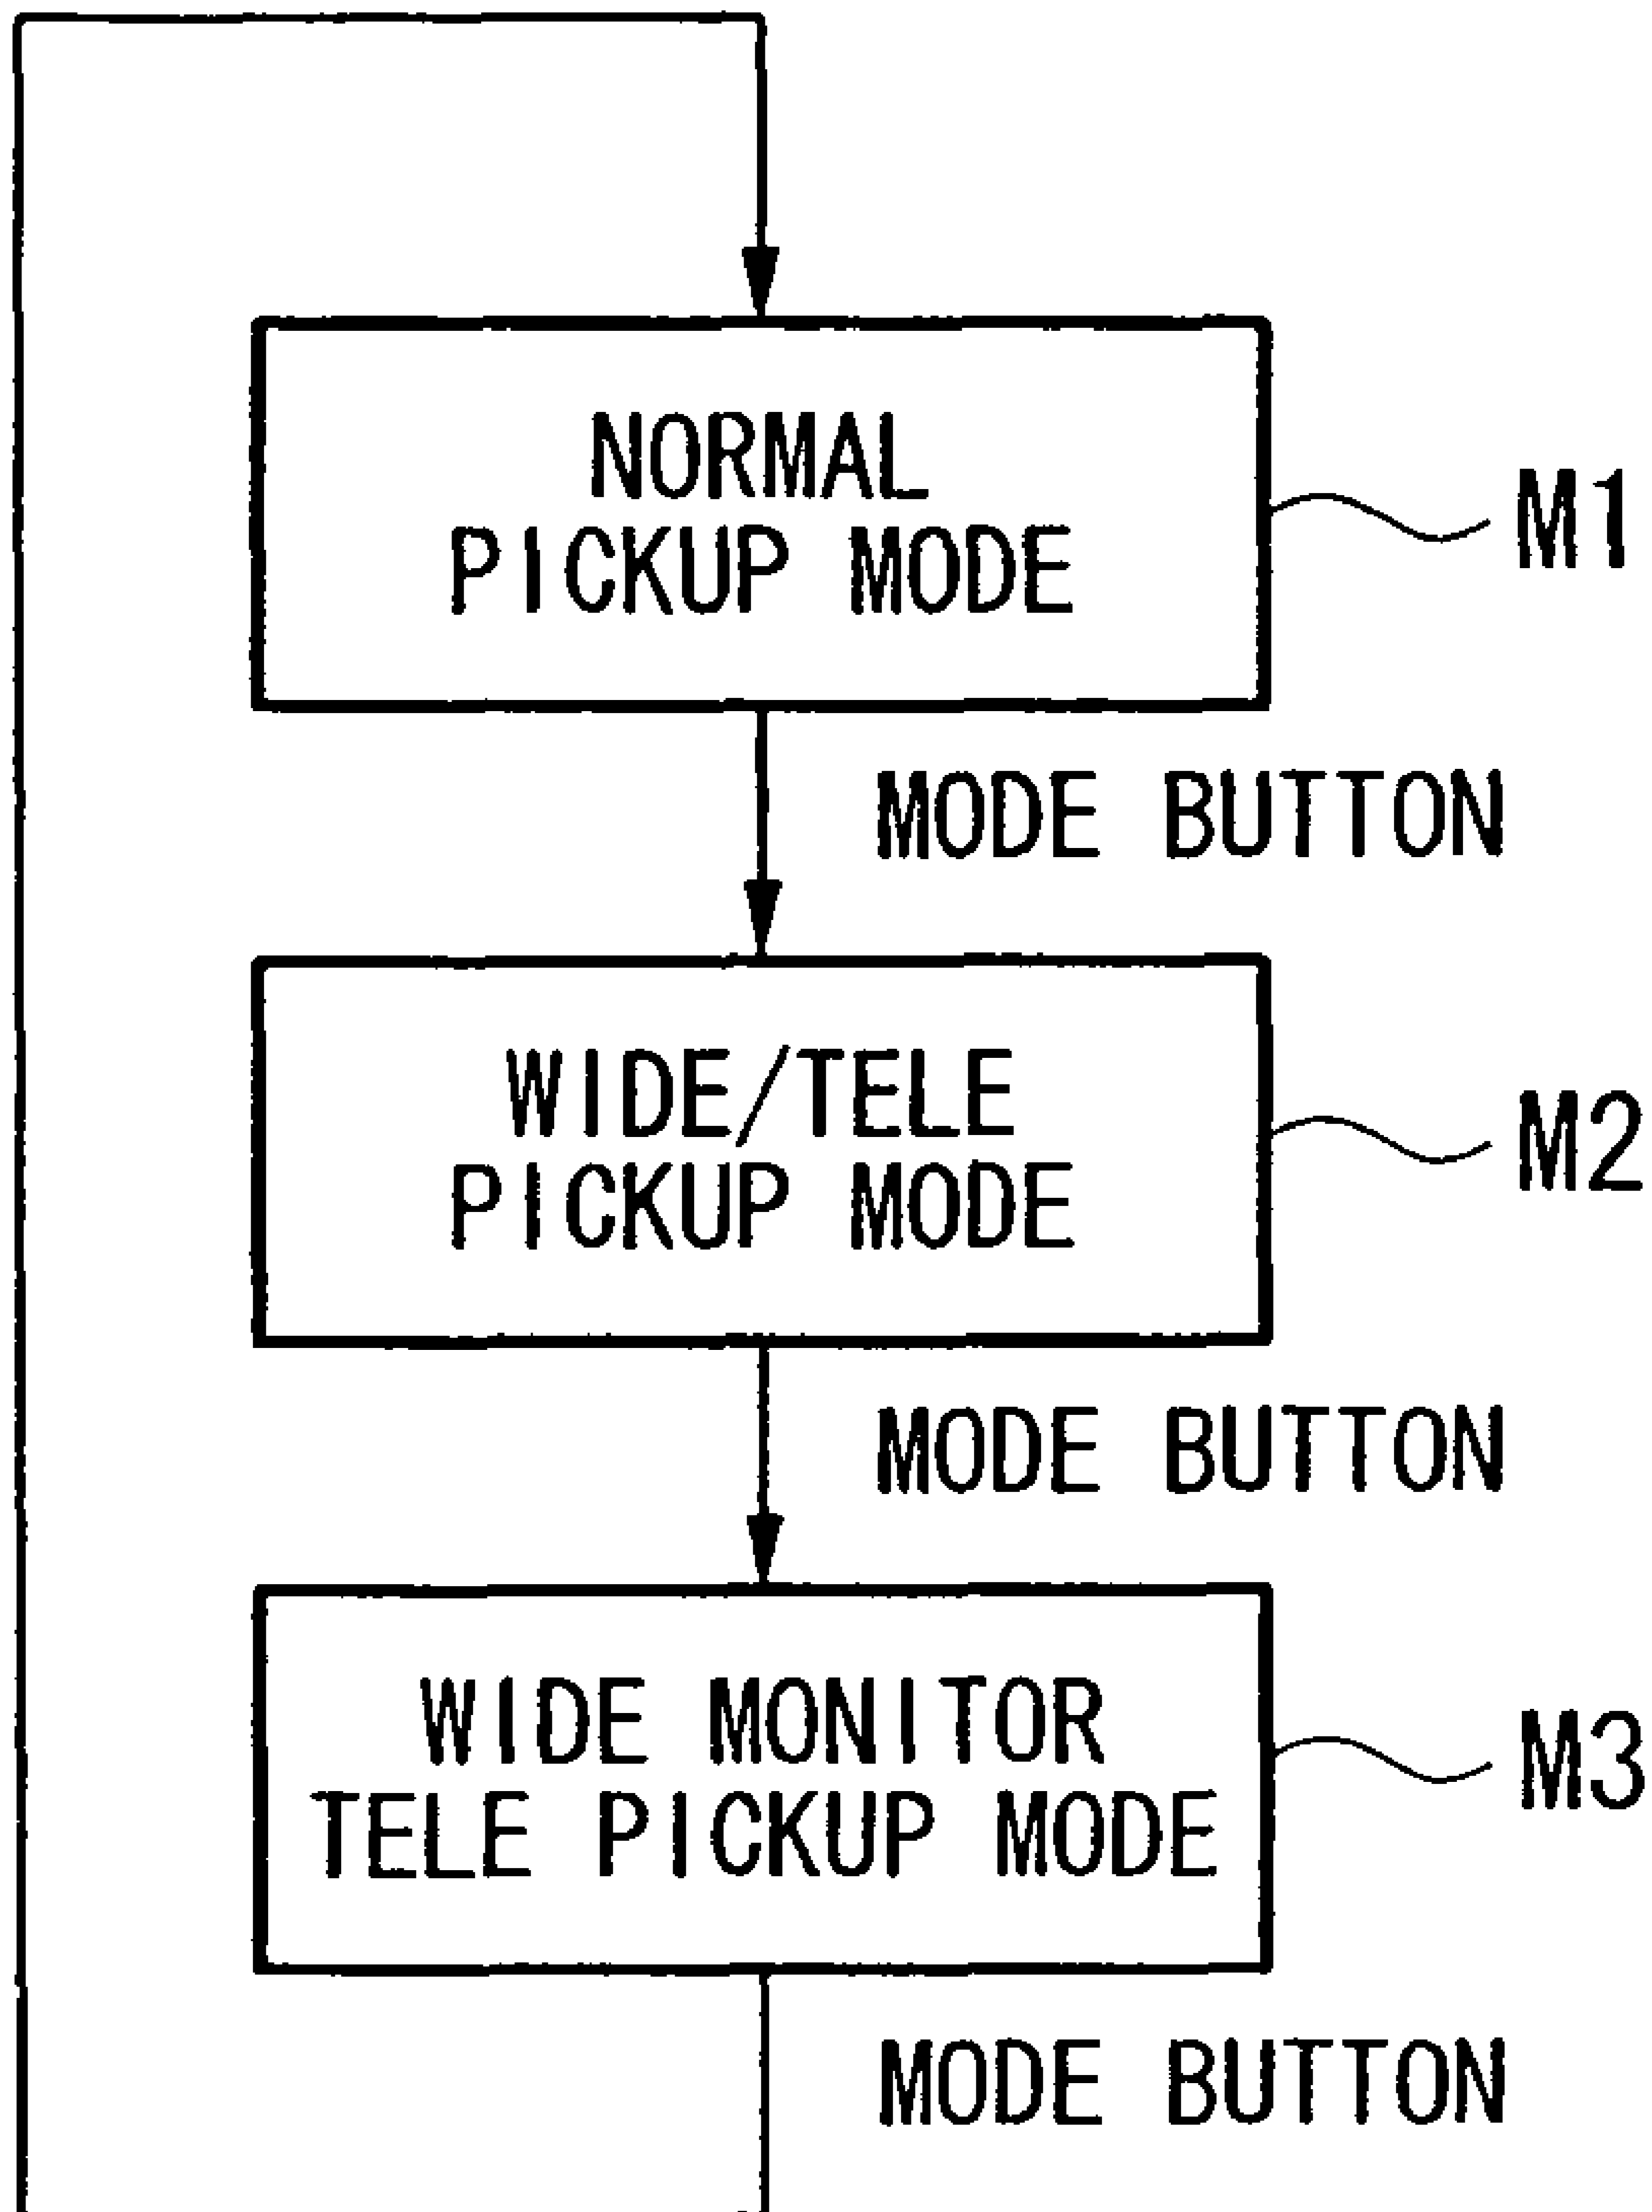 NORMAL
PICKUP MODE
M1
MODE BUTTON
WIDE/TELE
PICKUP MODE
M2
MODE BUTTON
WIDE MONITOR
TELE PICKUP MODE
M3
MODE BUTTON